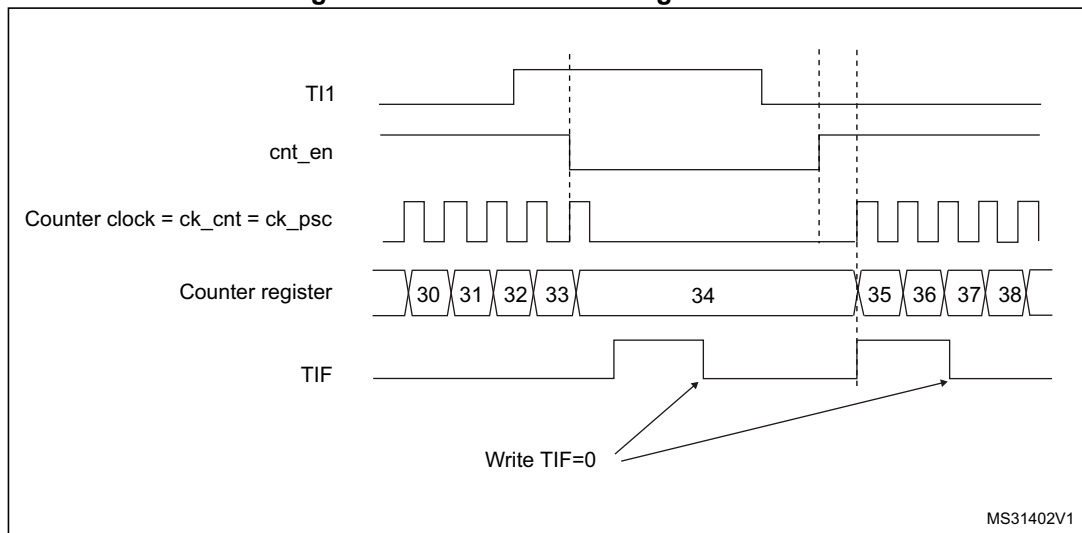 TI1
cnt_en
Counter clock = ck_cnt = ck_psc
Counter register 30 31 32 33 34 35 36 37 38
TIF
Write TIF=0
MS31402V1